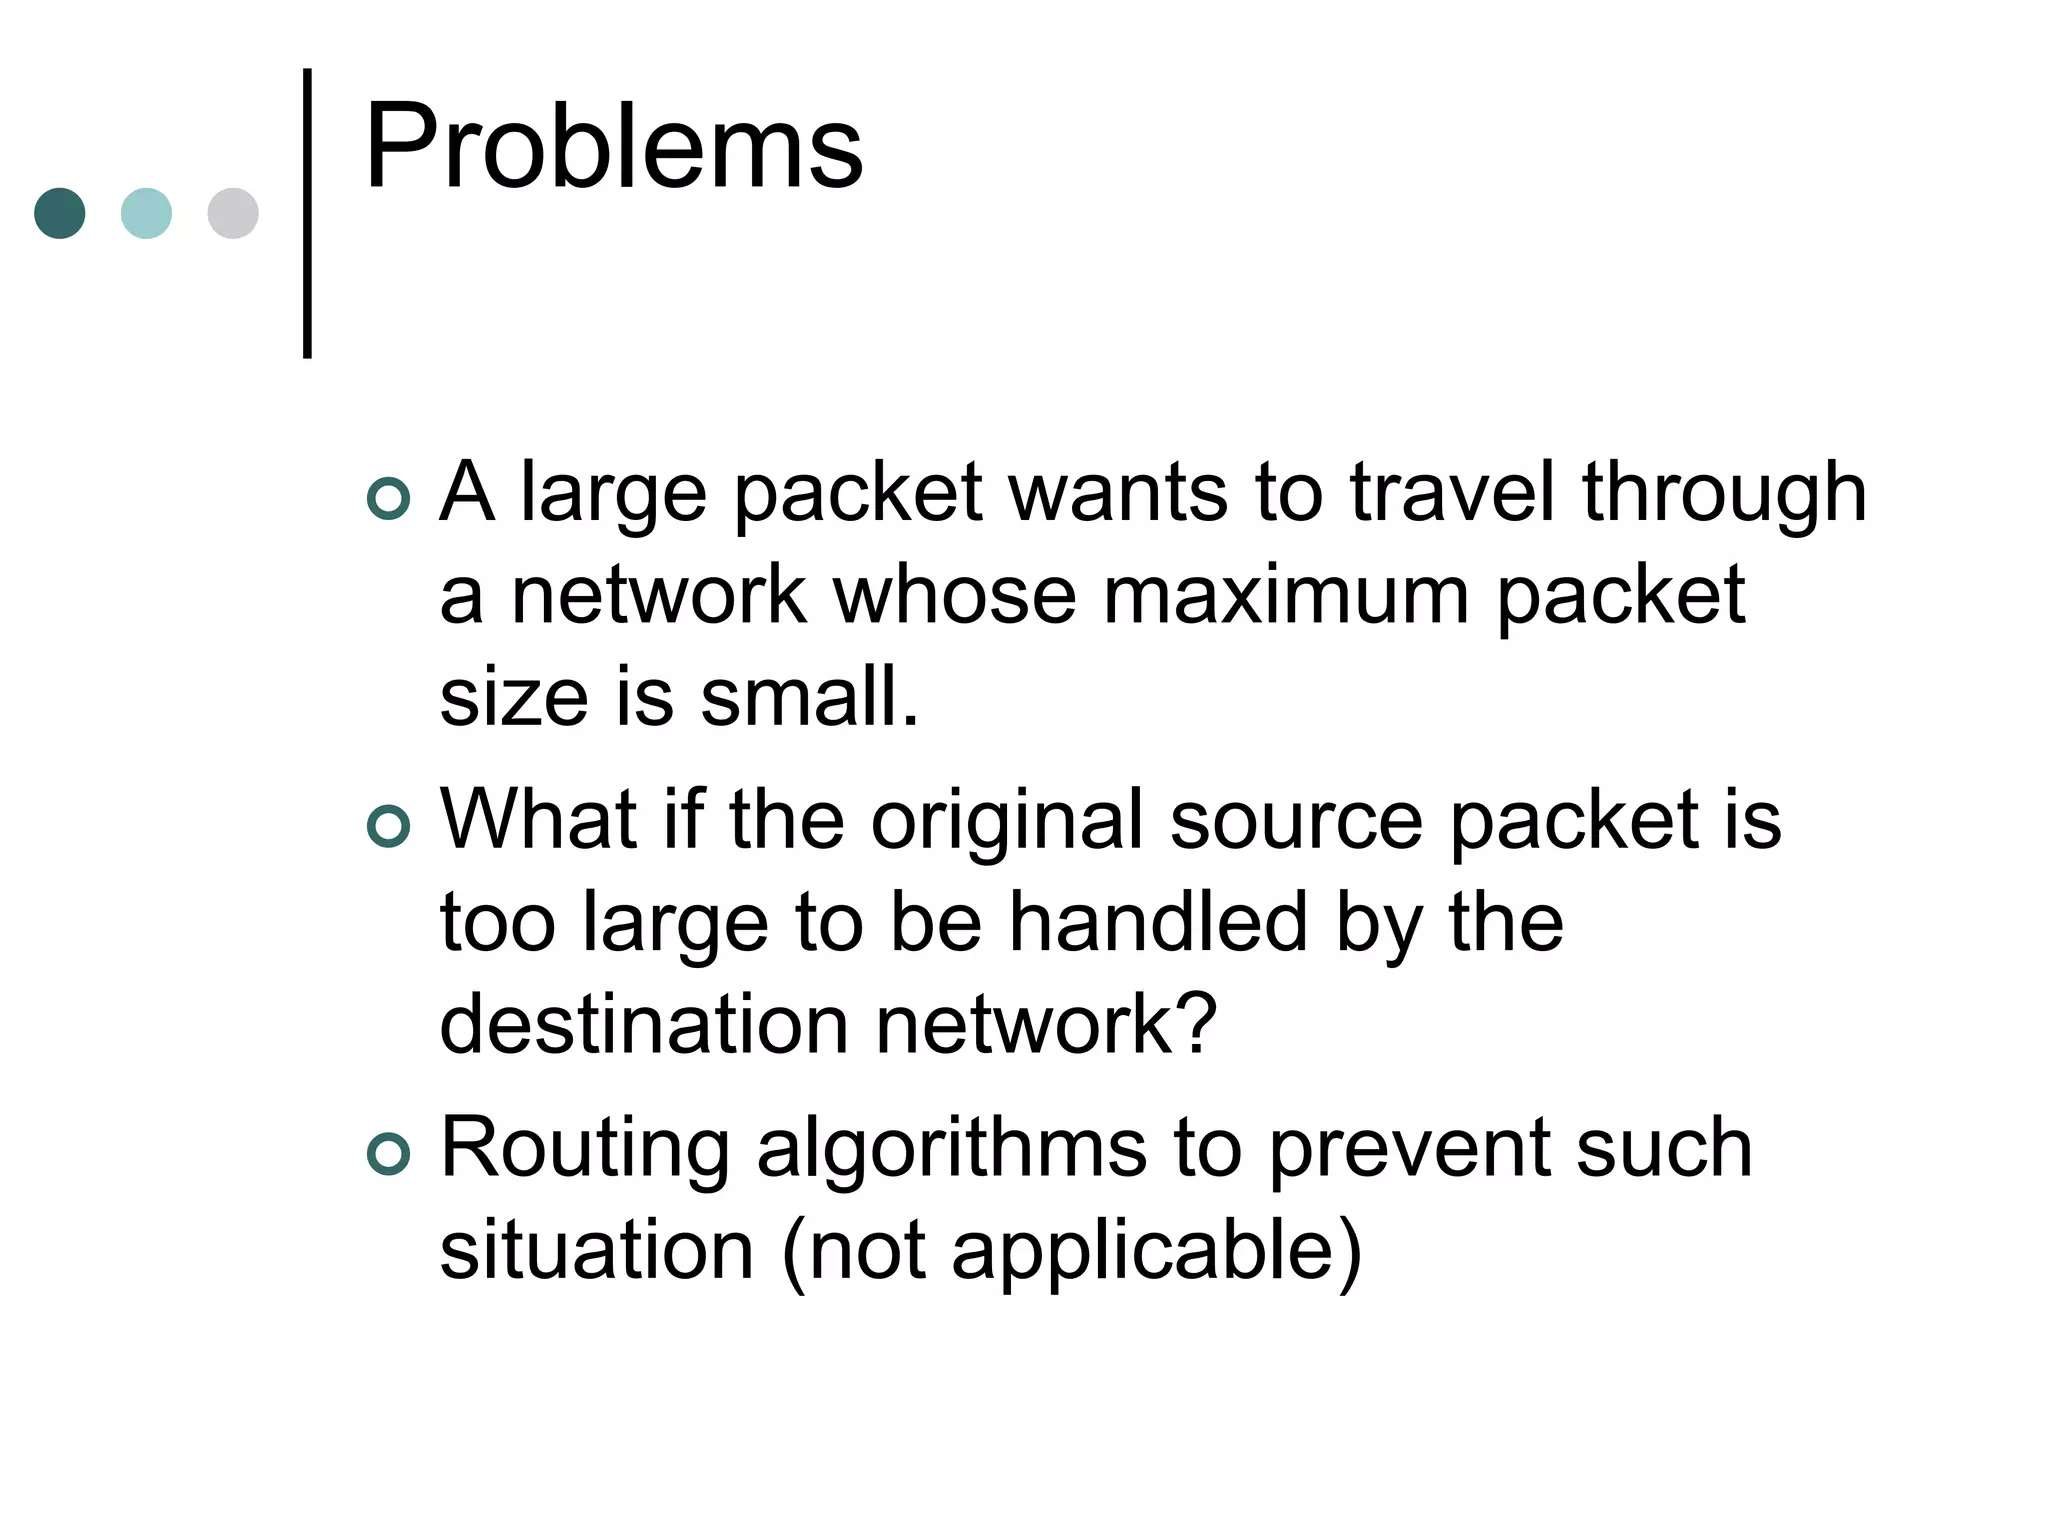 Problems
A large packet wants to travel through
a network whose maximum packet
size is small.
What if the original source packet is
too large to be handled by the
destination network?
Routing algorithms to prevent such
situation (not applicable)